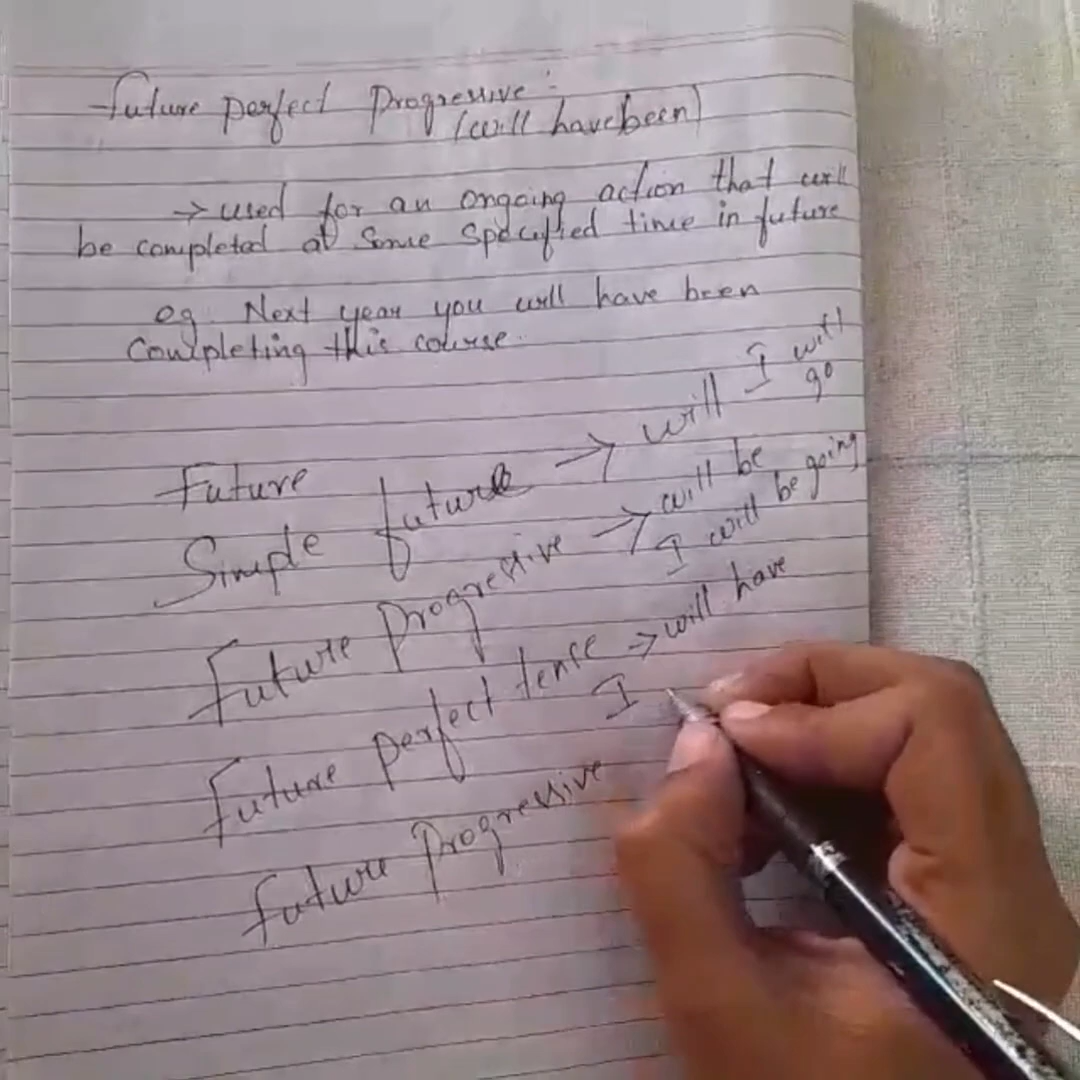 Future perfect Progressive:
(will have been)
→ used for an ongoing action that will
be completed at some specified time in future
eg. Next year you will have been
completing this course.
Future
Simple future → will I will go
Future Progressive → will be
I will be going
Future perfect tense → will have
I
Future Progressive